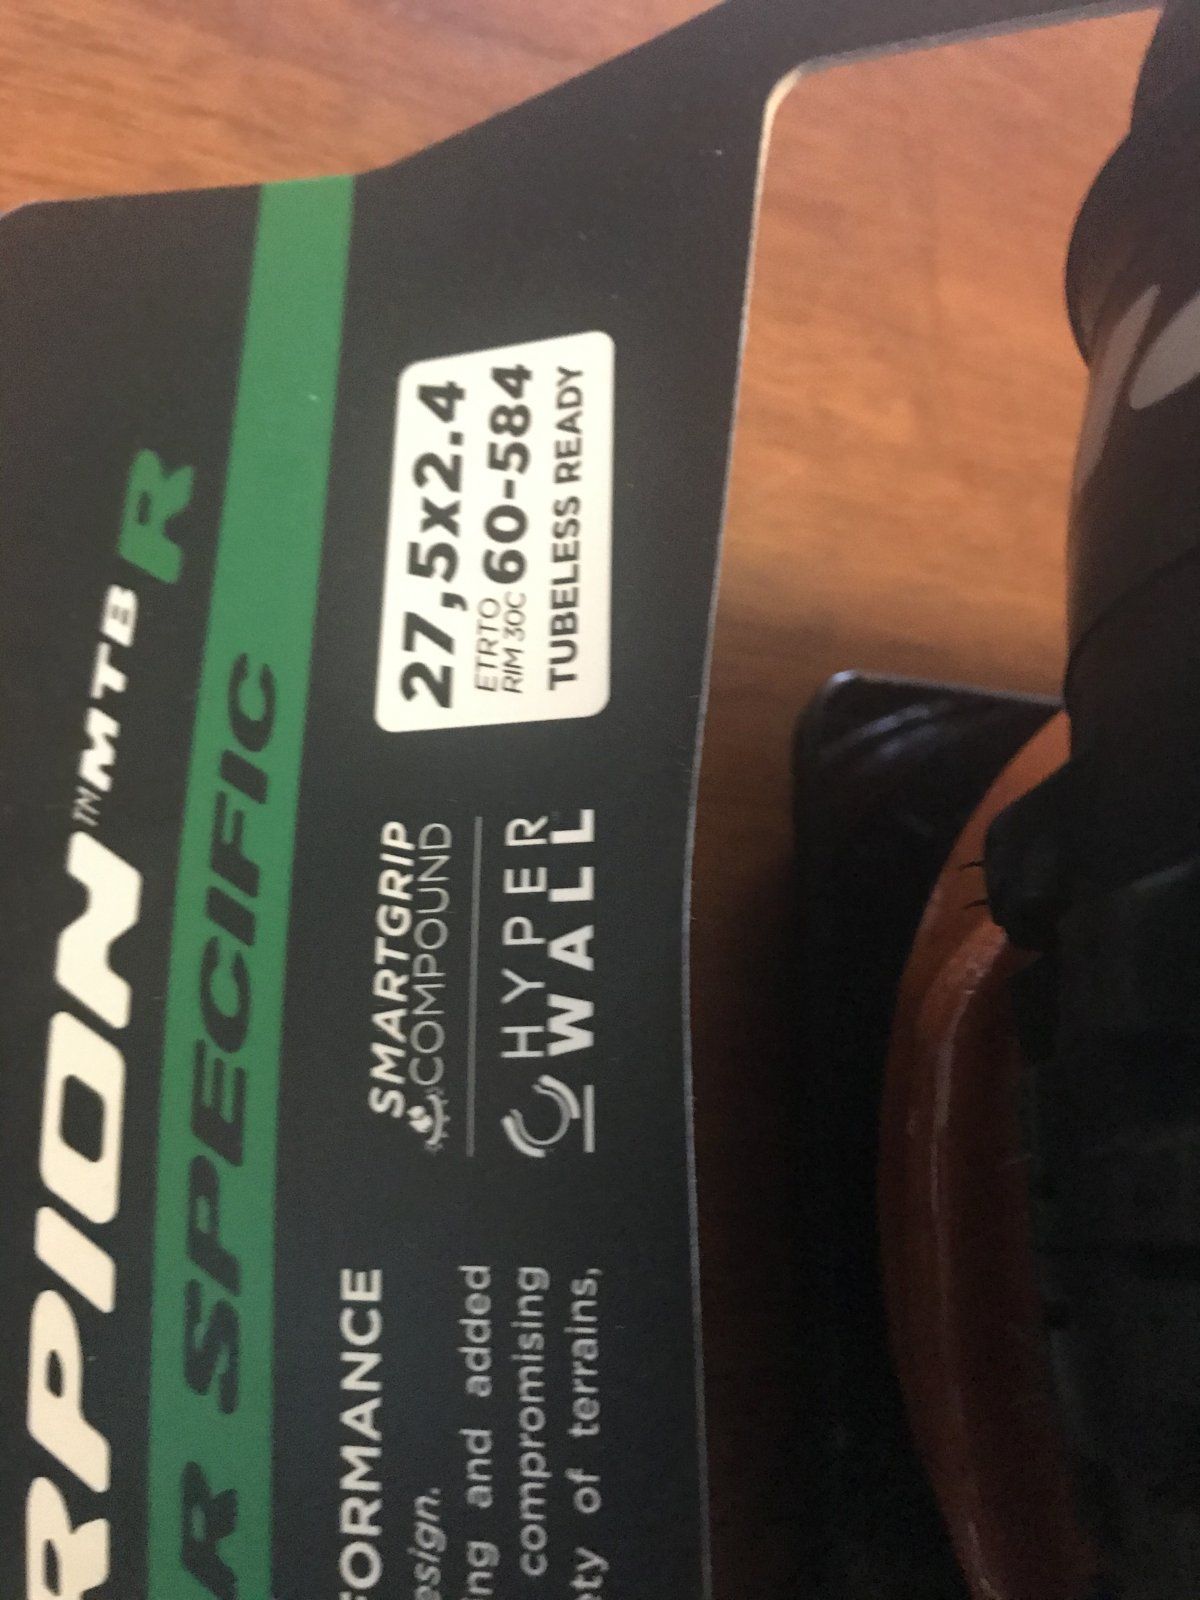 RPION™ MTB R
R SPECIFIC
27,5x2.4
ETRTO
RIM 30C 60-584
TUBELESS READY
SMARTGRIP
COMPOUND
HYPER
WALL
FORMANCE
esign.
ing and added
compromising
ety of terrains,